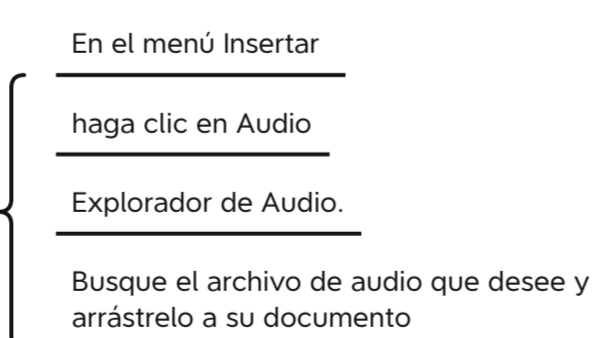 En el menú Insertar
haga clic en Audio
Explorador de Audio.
Busque el archivo de audio que desee y
arrástrelo a su documento